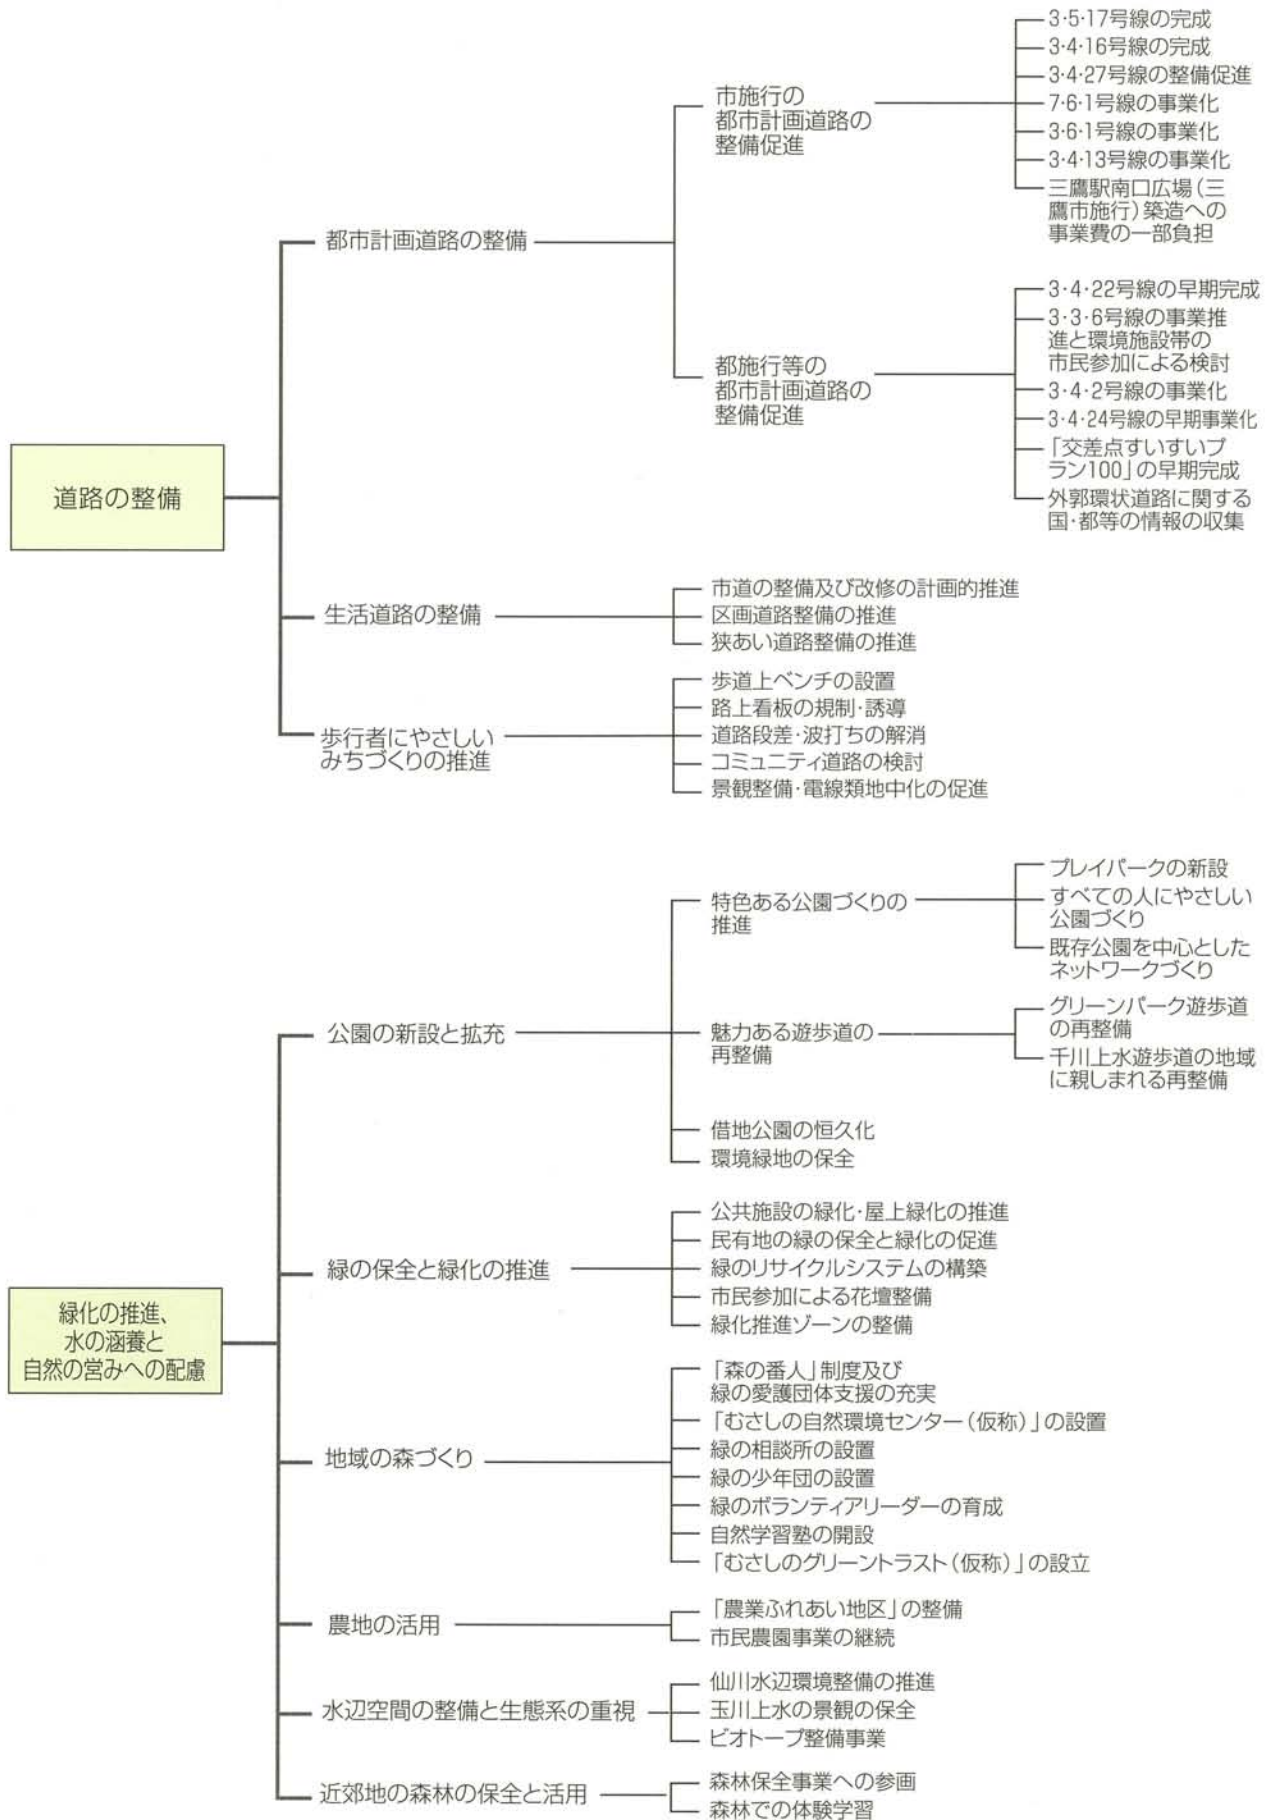 道路の整備
都市計画道路の整備
市施行の
都市計画道路の
整備促進
3·5·17号線の完成
3·4·16号線の完成
3·4·27号線の整備促進
7·6·1号線の事業化
3·6·1号線の事業化
3·4·13号線の事業化
三鷹駅南口広場（三
鷹市施行）築造への
事業費の一部負担
都施行等の
都市計画道路の
整備促進
3·4·22号線の早期完成
3·3·6号線の事業推
進と環境施設帯の
市民参加による検討
3·4·2号線の事業化
3·4·24号線の早期事業化
「交差点すいすいプ
ラン100」の早期完成
外郭環状道路に関する
国·都等の情報の収集
生活道路の整備
市道の整備及び改修の計画的推進
区画道路整備の推進
狭あい道路整備の推進
歩行者にやさしい
みちづくりの推進
歩道上ベンチの設置
路上看板の規制·誘導
道路段差·波打ちの解消
コミュニティ道路の検討
景観整備·電線類地中化の促進
緑化の推進、
水の涵養と
自然の営みへの配慮
公園の新設と拡充
特色ある公園づくりの
推進
プレイパークの新設
すべての人にやさしい
公園づくり
既存公園を中心とした
ネットワークづくり
魅力ある遊歩道の
再整備
グリーンパーク遊歩道
の再整備
千川上水遊歩道の地域
に親しまれる再整備
借地公園の恒久化
環境緑地の保全
緑の保全と緑化の推進
公共施設の緑化·屋上緑化の推進
民有地の緑の保全と緑化の促進
緑のリサイクルシステムの構築
市民参加による花壇整備
緑化推進ゾーンの整備
地域の森づくり
「森の番人」制度及び
緑の愛護団体支援の充実
「むさしの自然環境センター（仮称）」の設置
緑の相談所の設置
緑の少年団の設置
緑のボランティアリーダーの育成
自然学習塾の開設
「むさしのグリーントラスト（仮称）」の設立
農地の活用
「農業ふれあい地区」の整備
市民農園事業の継続
水辺空間の整備と生態系の重視
仙川水辺環境整備の推進
玉川上水の景観の保全
ビオトープ整備事業
近郊地の森林の保全と活用
森林保全事業への参画
森林での体験学習